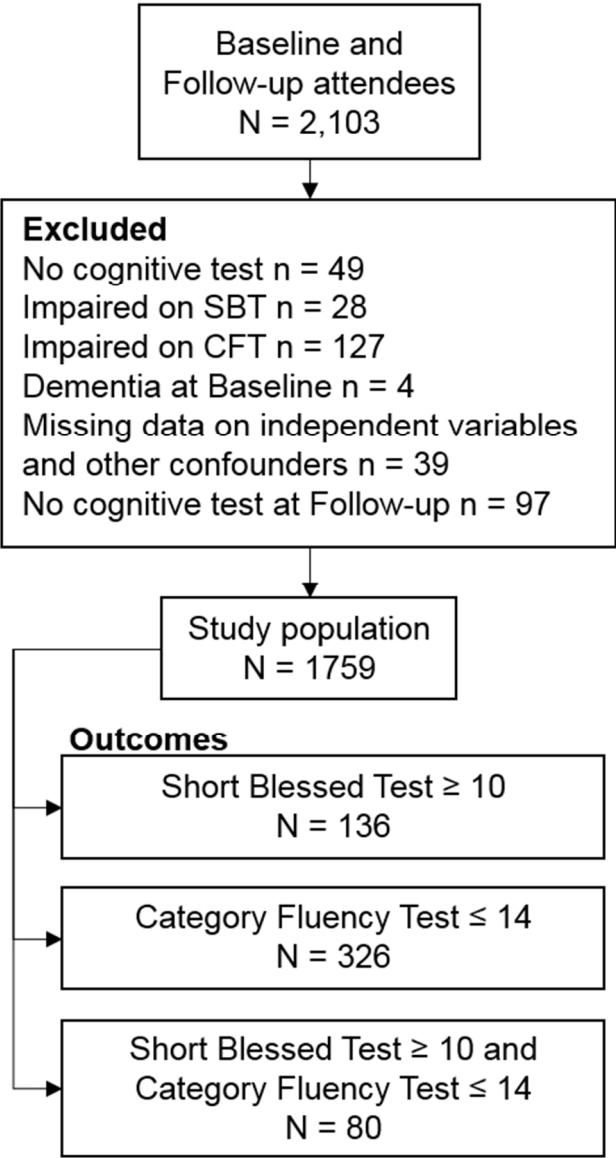 Baseline and
Follow-up attendees
N = 2,103
Excluded
No cognitive test n = 49
Impaired on SBT n = 28
Impaired on CFT n = 127
Dementia at Baseline n = 4
Missing data on independent variables
and other confounders n = 39
No cognitive test at Follow-up n = 97
Study population
N = 1759
Outcomes
Short Blessed Test ≥ 10
N = 136
Category Fluency Test ≤ 14
N = 326
Short Blessed Test ≥ 10 and
Category Fluency Test ≤ 14
N = 80